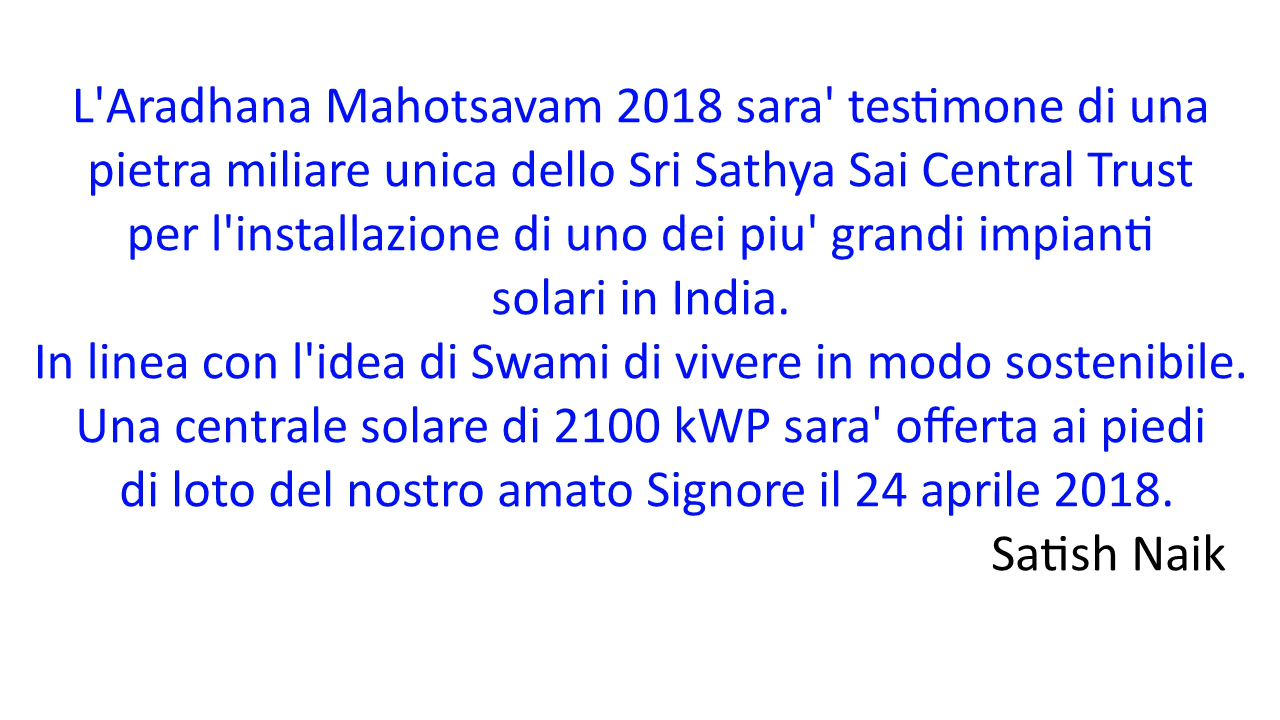 L'Aradhana Mahotsavam 2018 sara' testimone di una
pietra miliare unica dello Sri Sathya Sai Central Trust
per l'installazione di uno dei piu' grandi impianti
solari in India.
In linea con l'idea di Swami di vivere in modo sostenibile.
Una centrale solare di 2100 kWP sara' offerta ai piedi
di loto del nostro amato Signore il 24 aprile 2018.
Satish Naik